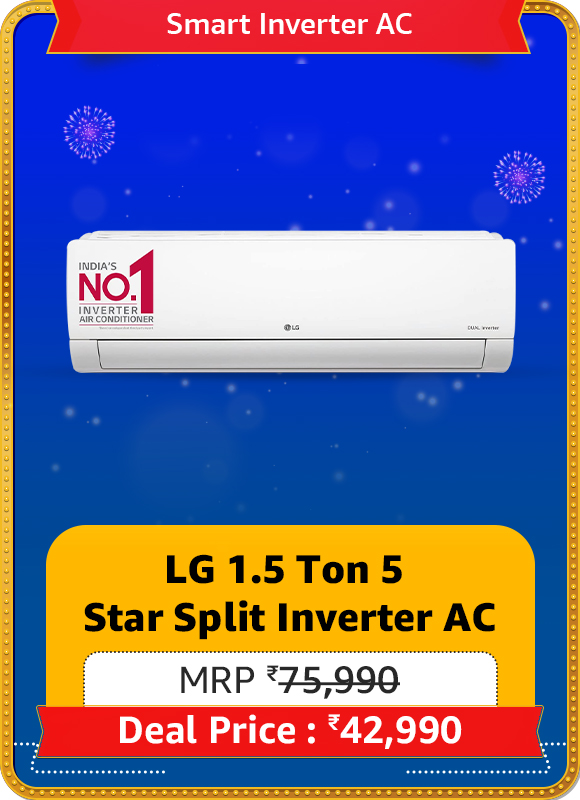 Smart Inverter AC
INDIA'S
NO.1
INVERTER
AIR CONDITIONER
LG
DUAL Inverter
LG 1.5 Ton 5
Star Split Inverter AC
MRP ₹75,990
Deal Price : ₹42,990